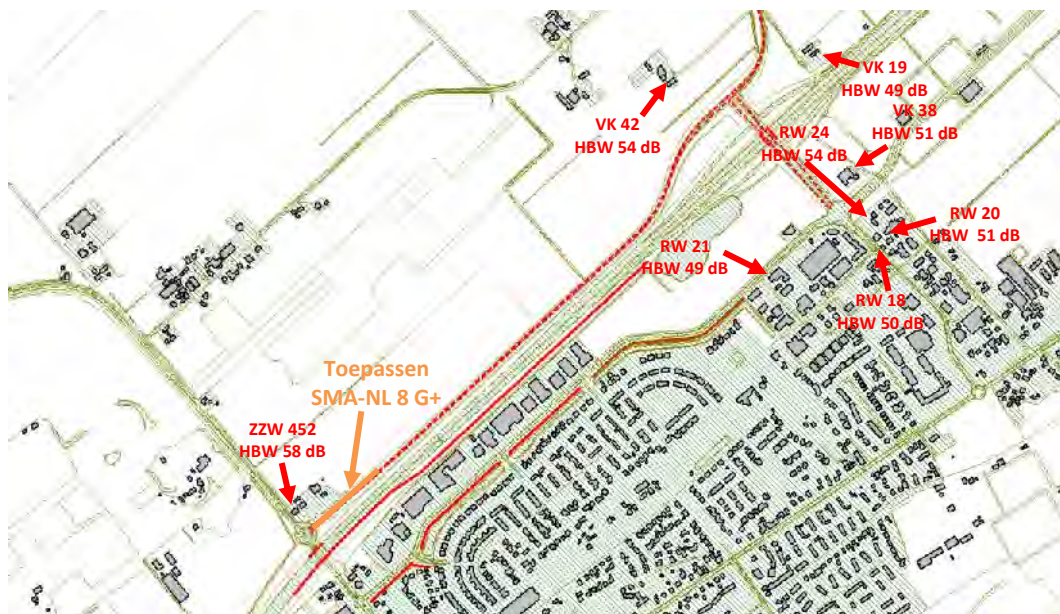 VK 19
HBW 49 dB
VK 38
HBW 51 dB
VK 42
HBW 54 dB
RW 24
HBW 54 dB
RW 20
HBW 51 dB
RW 21
HBW 49 dB
RW 18
HBW 50 dB
Toepassen
SMA-NL 8 G+
ZZW 452
HBW 58 dB